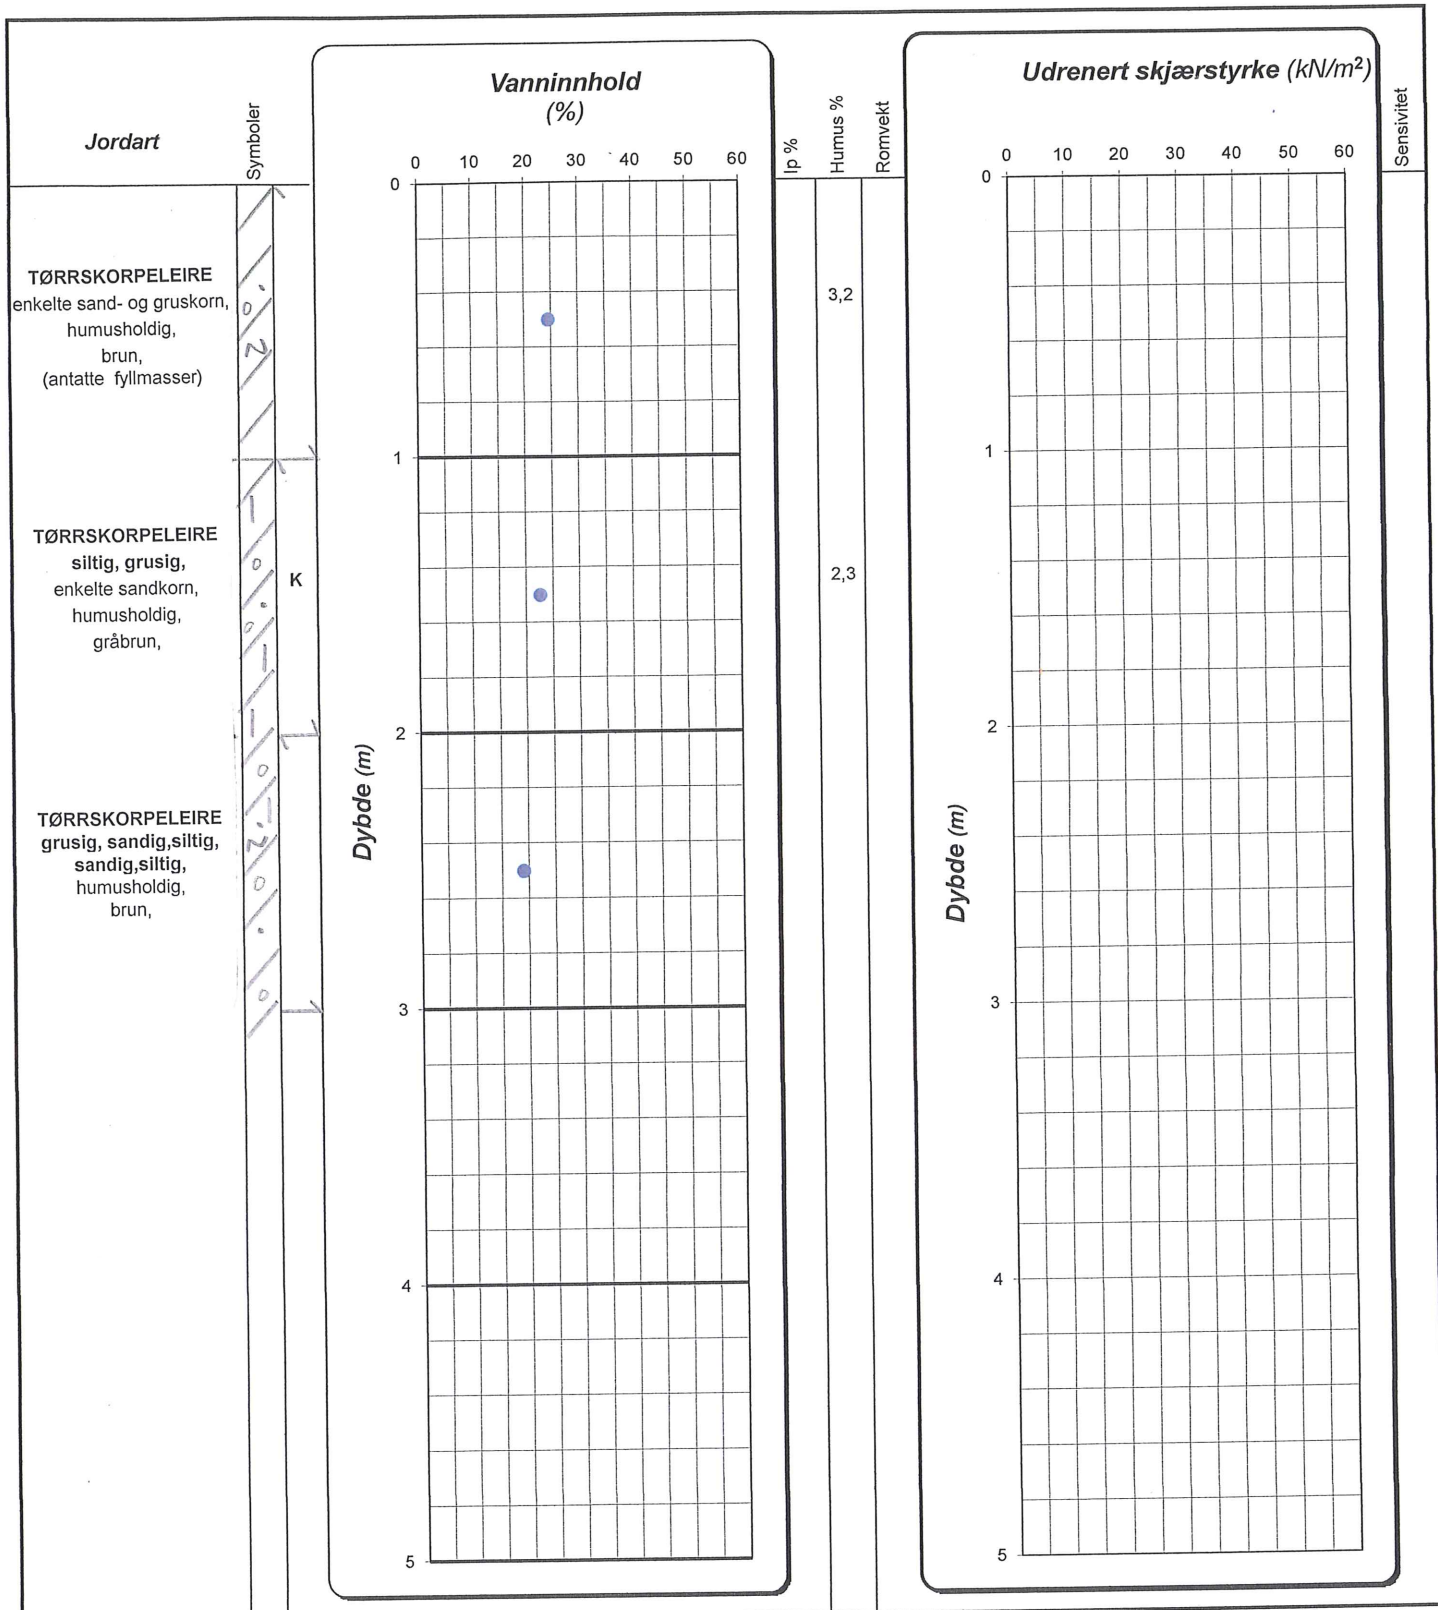 Jordart
Symboler
Vanninnhold
(%)
0 10 20 30 40 50 60
Ip %
Humus %
Romvekt
Udrenert skjærstyrke (kN/m²)
0 10 20 30 40 50 60
Sensivitet
TØRRSKORPELEIRE
enkelte sand- og gruskorn,
humusholdig,
brun,
(antatte fyllmasser)
TØRRSKORPELEIRE
siltig, grusig,
enkelte sandkorn,
humusholdig,
gråbrun,
K
TØRRSKORPELEIRE
grusig, sandig,siltig,
sandig,siltig,
humusholdig,
brun,
Dybde (m)
0
1
2
3
4
5
3,2
2,3
Dybde (m)
0
1
2
3
4
5